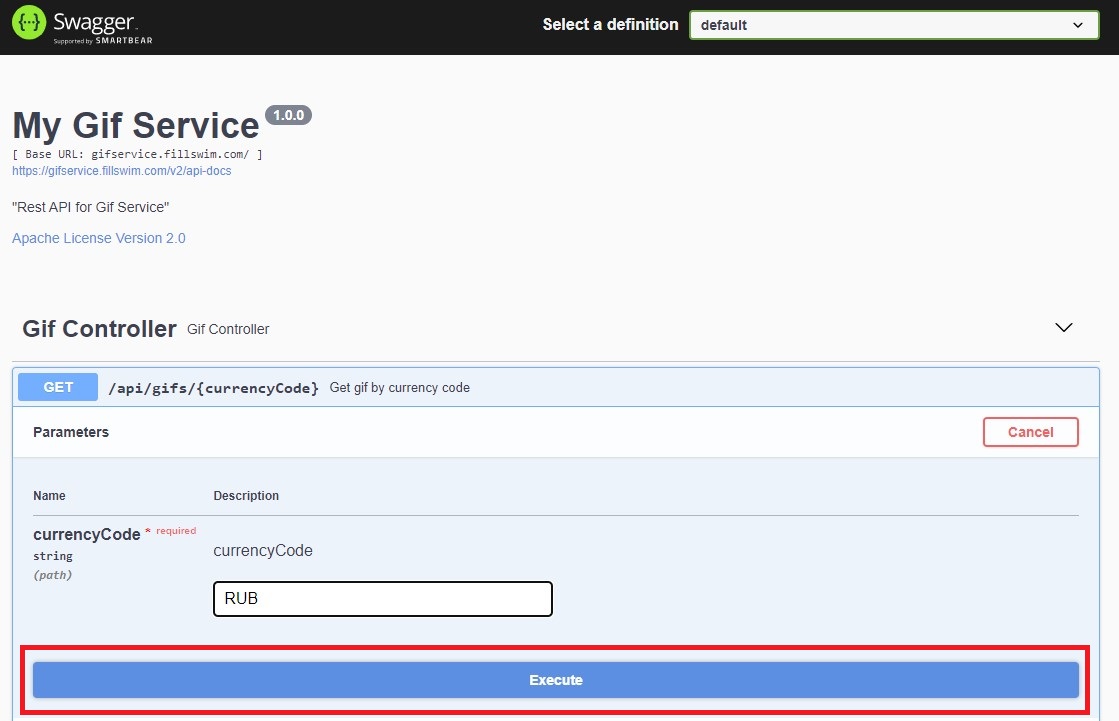 Swagger
Supported by SMARTBEAR
Select a definition
default
My Gif Service 1.0.0
[ Base URL: gifservice.fillswim.com/ ]
https://gifservice.fillswim.com/v2/api-docs
"Rest API for Gif Service"
Apache License Version 2.0
Gif Controller Gif Controller
GET /api/gifs/{currencyCode} Get gif by currency code
Parameters
Cancel
Name Description
currencyCode * required
string
(path)
currencyCode
RUB
Execute